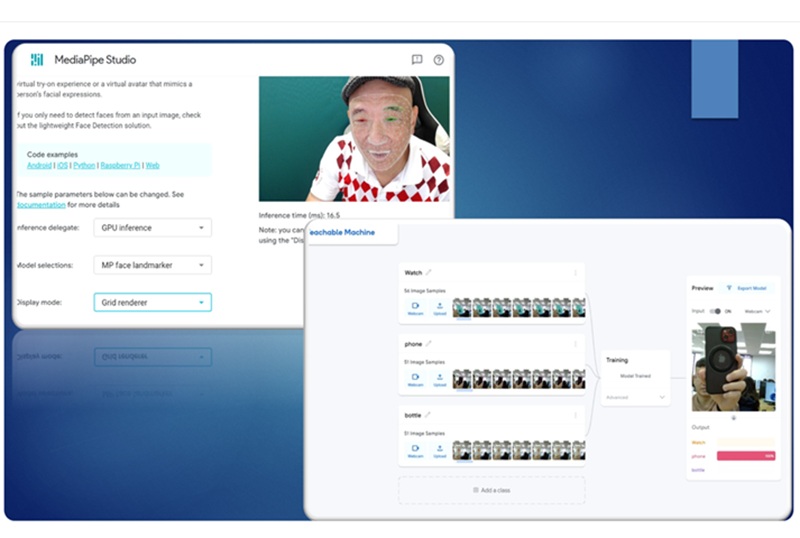 MediaPipe Studio
virtual try-on experience or a virtual avatar that mimics a
person's facial expressions.
if you only need to detect faces from an input image, check
out the lightweight Face Detection solution.
Code examples
Android | iOS | Python | Raspberry Pi | Web
The sample parameters below can be changed. See
documentation for more details
Inference delegate:
GPU inference
Model selections:
MP face landmarker
Display mode:
Grid renderer
Inference time (ms): 16.5
Note: you can
using the "Dis
eachable Machine
Watch
56 Image Samples
Webcam
Upload
phone
51 Image Samples
Webcam
Upload
bottle
51 Image Samples
Webcam
Upload
Add a class
Training
Model Trained
Advanced
Preview
Export Model
Input
ON
Webcam
Output
Watch
phone
100%
bottle